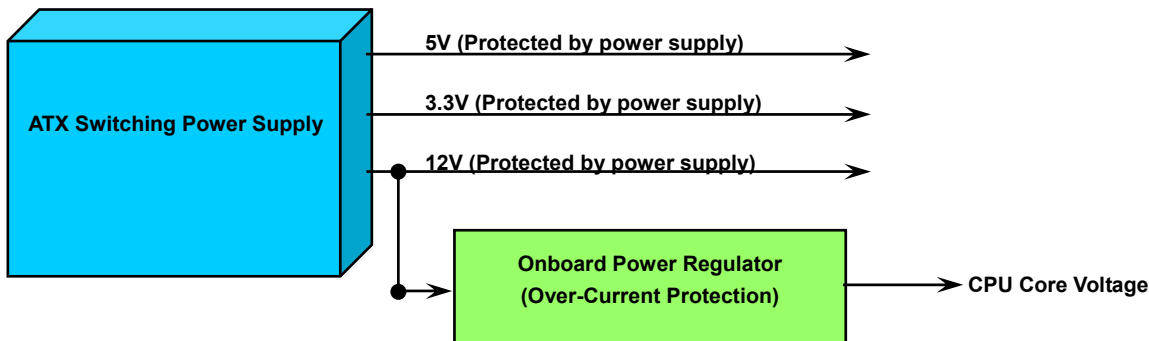 5V (Protected by power supply)
3.3V (Protected by power supply)
ATX Switching Power Supply
12V (Protected by power supply)
Onboard Power Regulator
(Over-Current Protection)
CPU Core Voltage